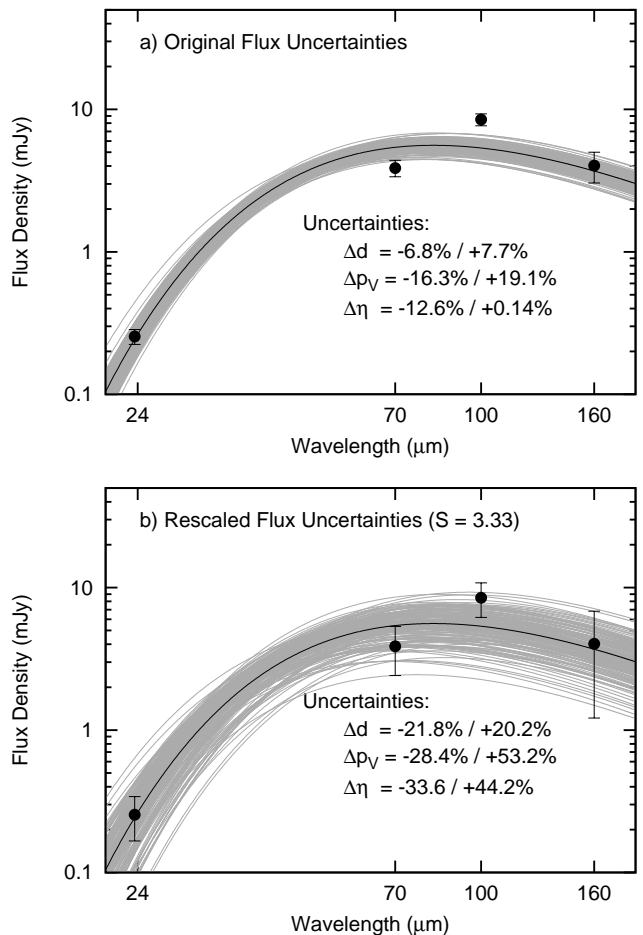 a) Original Flux Uncertainties
10
1
0.1
Flux Density (mJy)
Uncertainties:
Δd = -6.8% / +7.7%
Δp_V = -16.3% / +19.1%
Δη = -12.6% / +0.14%
24 70 100 160
Wavelength (μm)
b) Rescaled Flux Uncertainties (S = 3.33)
10
1
0.1
Flux Density (mJy)
Uncertainties:
Δd = -21.8% / +20.2%
Δp_V = -28.4% / +53.2%
Δη = -33.6 / +44.2%
24 70 100 160
Wavelength (μm)